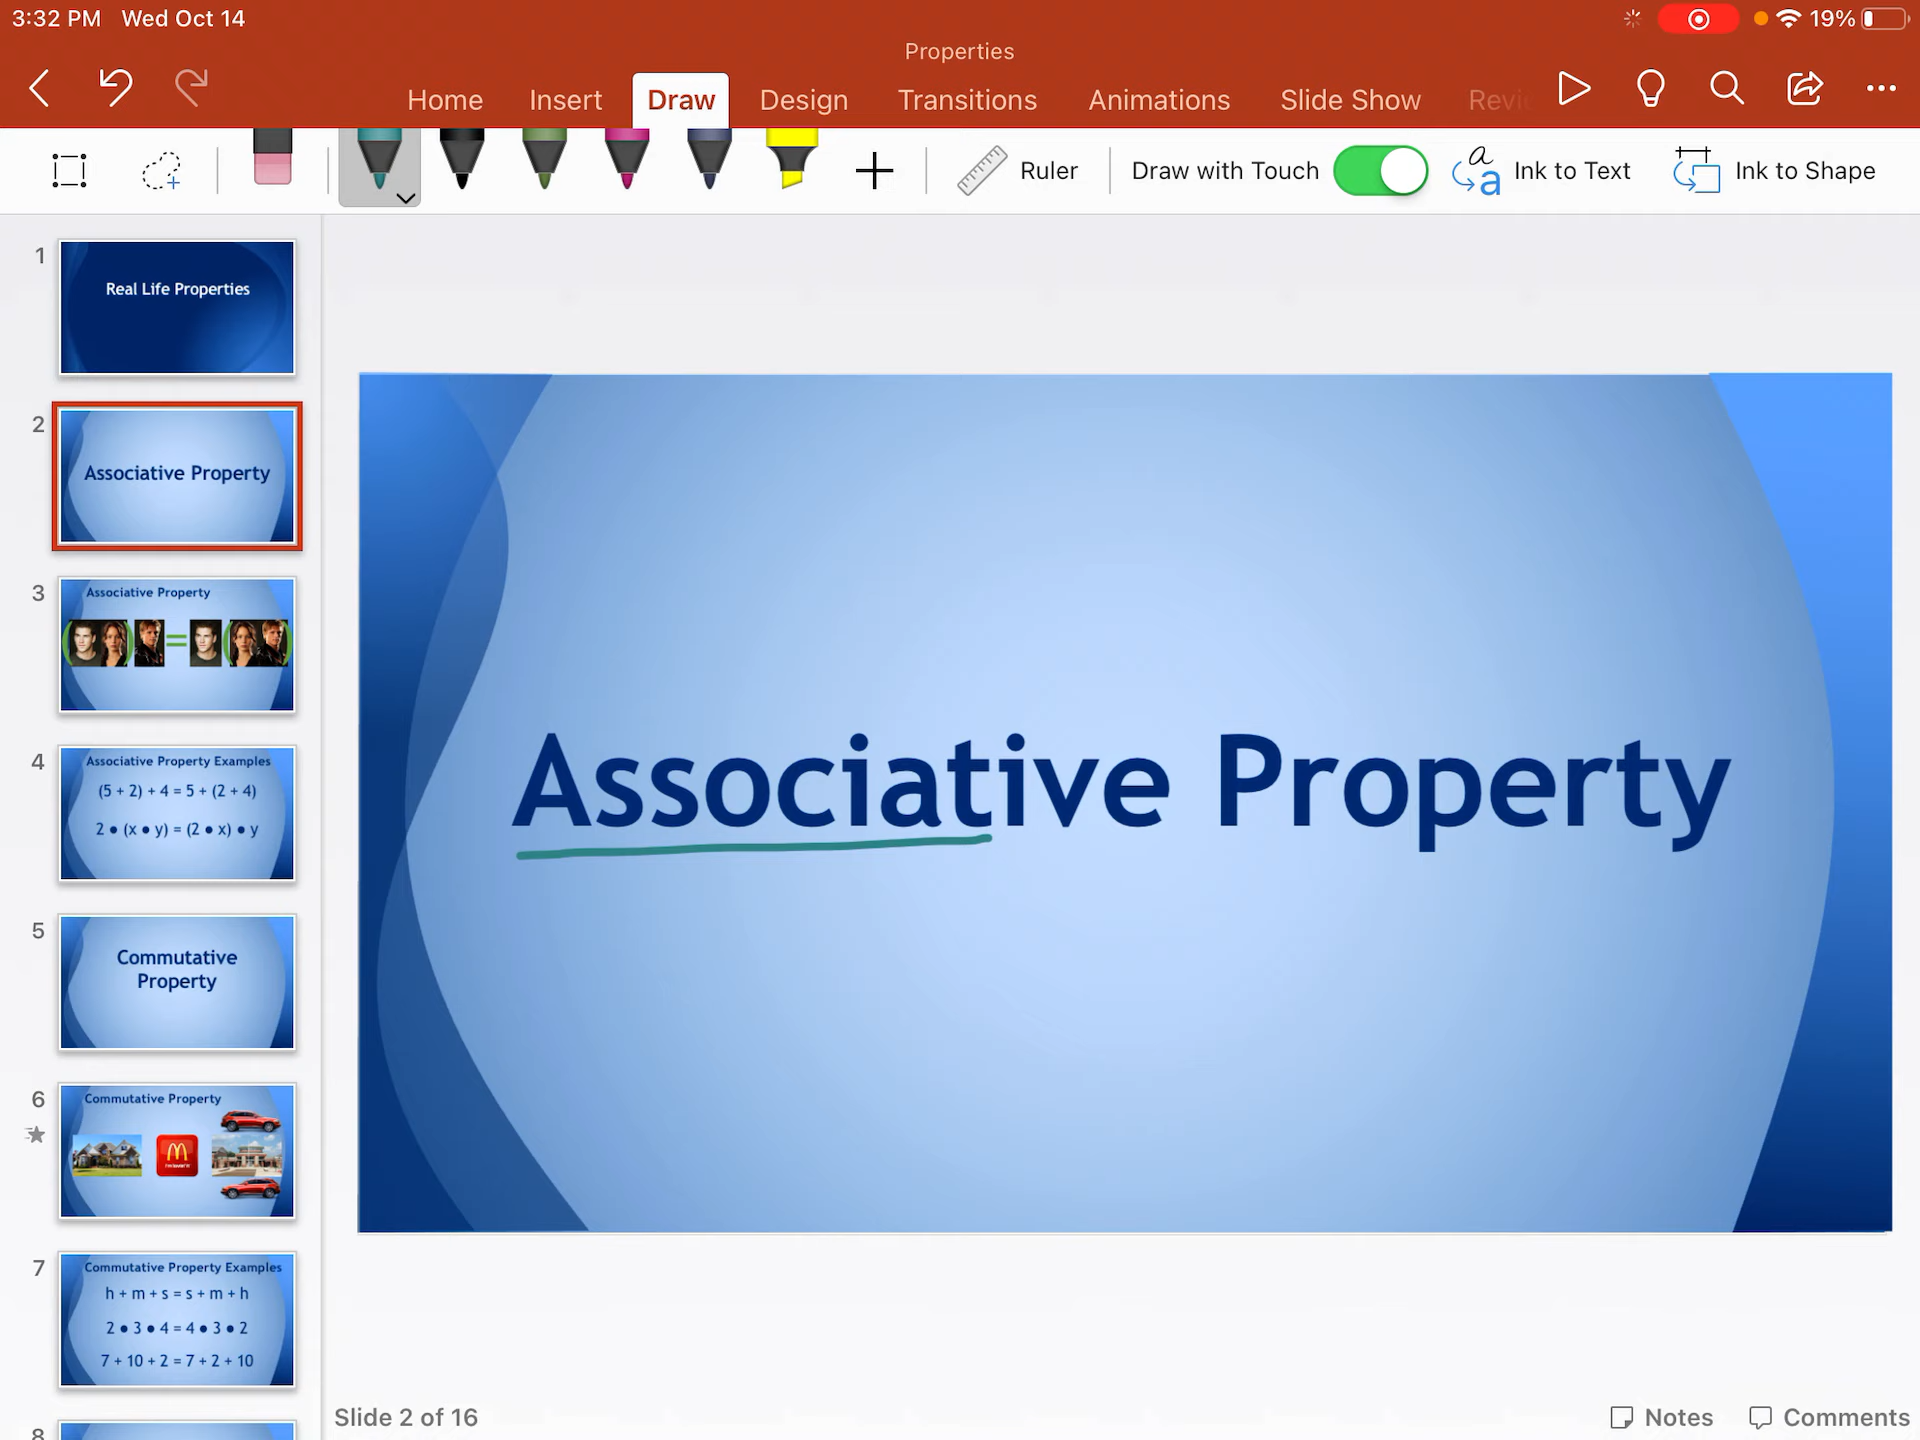 3:32 PM Wed Oct 14
19%
Properties
Home Insert Draw Design Transitions Animations Slide Show Revi
Ruler Draw with Touch Ink to Text Ink to Shape
1
Real Life Properties
2
Associative Property
3
Associative Property
=
4
Associative Property Examples
(5 + 2) + 4 = 5 + (2 + 4)
2 • (x • y) = (2 • x) • y
5
Commutative
Property
6
Commutative Property
7
Commutative Property Examples
h + m + s = s + m + h
2 • 3 • 4 = 4 • 3 • 2
7 + 10 + 2 = 7 + 2 + 10
8
Associative Property
Slide 2 of 16
Notes Comments